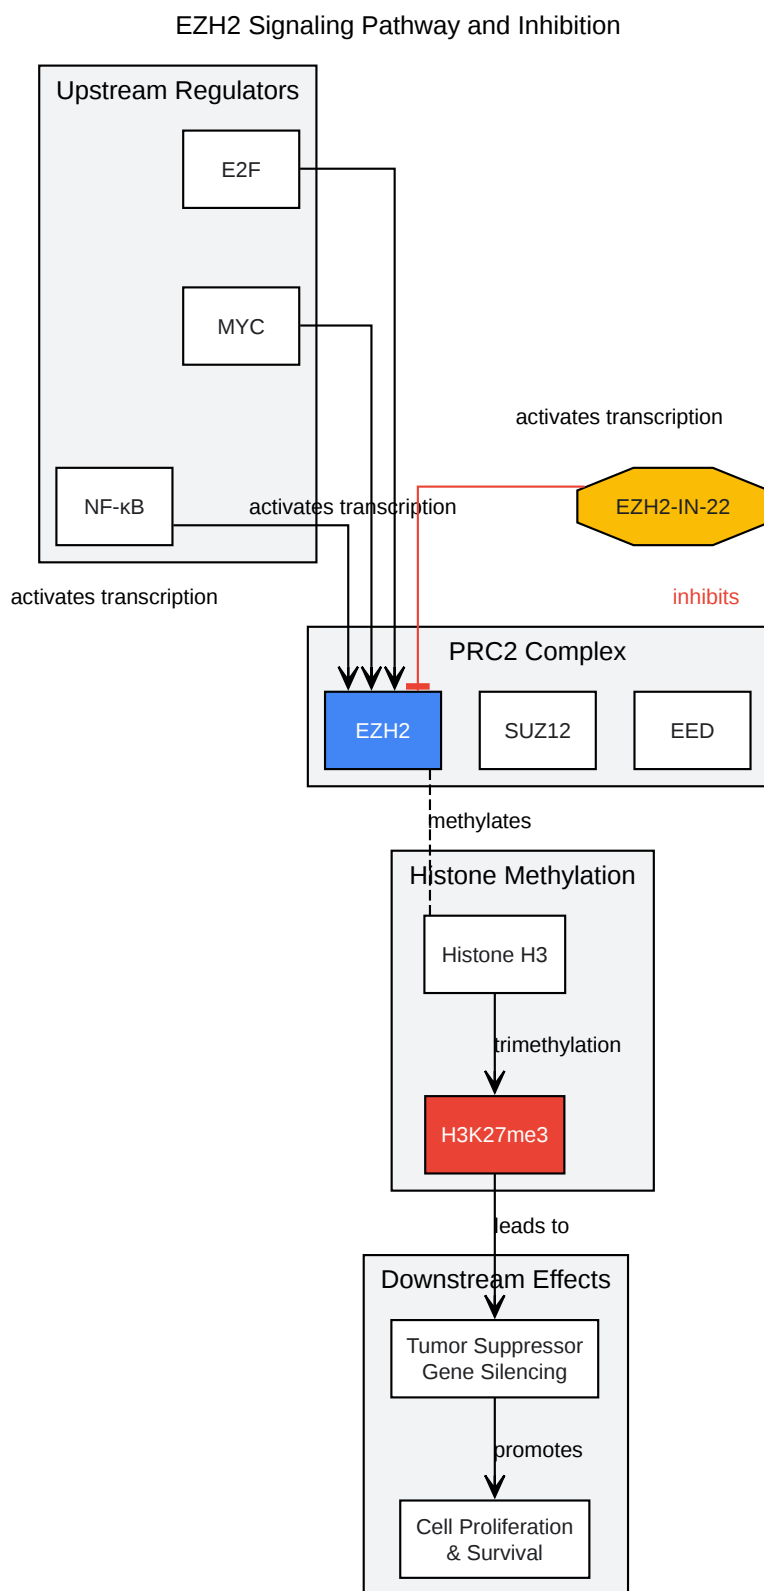 EZH2 Signaling Pathway and Inhibition
Upstream Regulators
E2F
MYC
activates transcription
NF-κB
activates transcription
EZH2-IN-22
activates transcription
inhibits
PRC2 Complex
EZH2
SUZ12
EED
methylates
Histone Methylation
Histone H3
trimethylation
H3K27me3
leads to
Downstream Effects
Tumor Suppressor
Gene Silencing
promotes
Cell Proliferation
& Survival